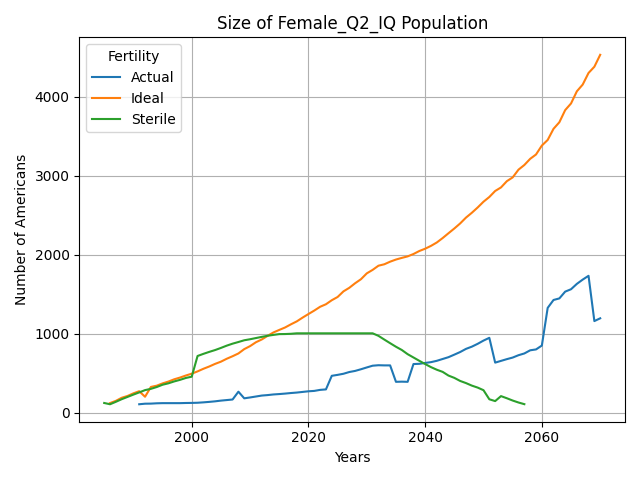 Size of Female_Q2_IQ Population
Fertility
Actual
Ideal
Sterile
Number of Americans
4000
3000
2000
1000
0
2000
2020
2040
2060
Years